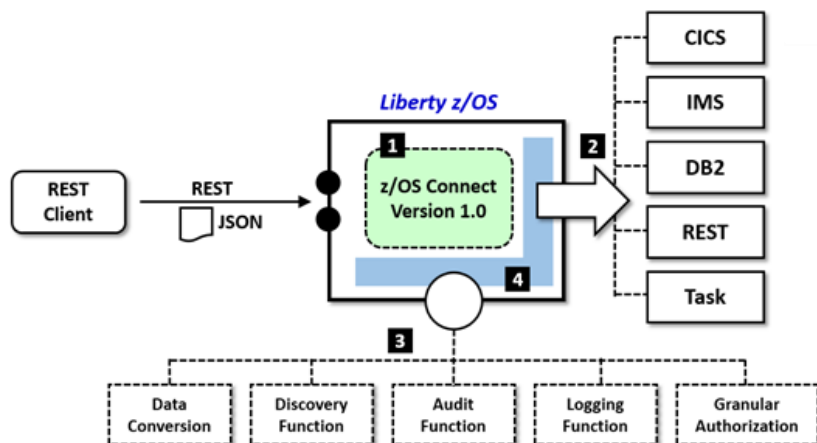 CICS
Liberty z/OS
IMS
1
2
z/OS Connect
Version 1.0
DB2
REST
Client
REST
JSON
REST
4
Task
3
Data
Conversion
Discovery
Function
Audit
Function
Logging
Function
Granular
Authorization